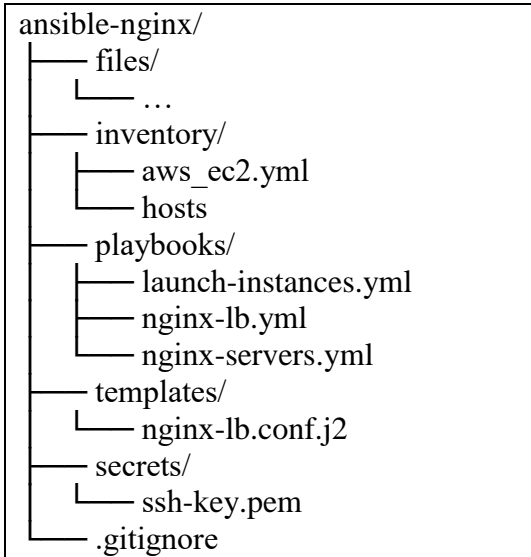 ansible-nginx/
files/
…
inventory/
aws_ec2.yml
hosts
playbooks/
launch-instances.yml
nginx-lb.yml
nginx-servers.yml
templates/
nginx-lb.conf.j2
secrets/
ssh-key.pem
.gitignore